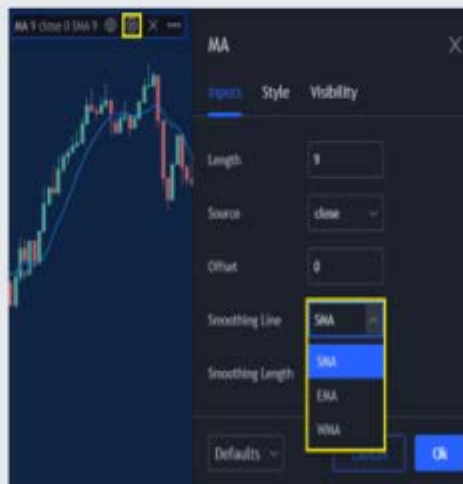 MA 9 close 0 SMA 9
MA
Inputs Style Visibility
Length 9
Source close
Offset 0
Smoothing Line SMA
SMA
Smoothing Length
EMA
WMA
Defaults Ok